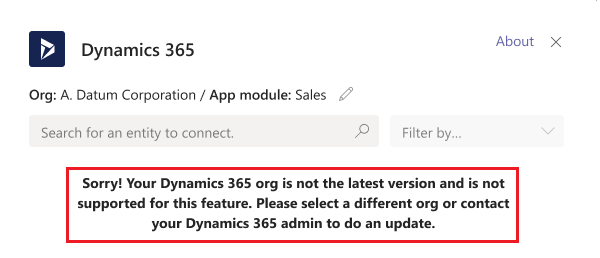 Dynamics 365
About
Org: A. Datum Corporation / App module: Sales
Search for an entity to connect.
Filter by...
Sorry! Your Dynamics 365 org is not the latest version and is not
supported for this feature. Please select a different org or contact
your Dynamics 365 admin to do an update.